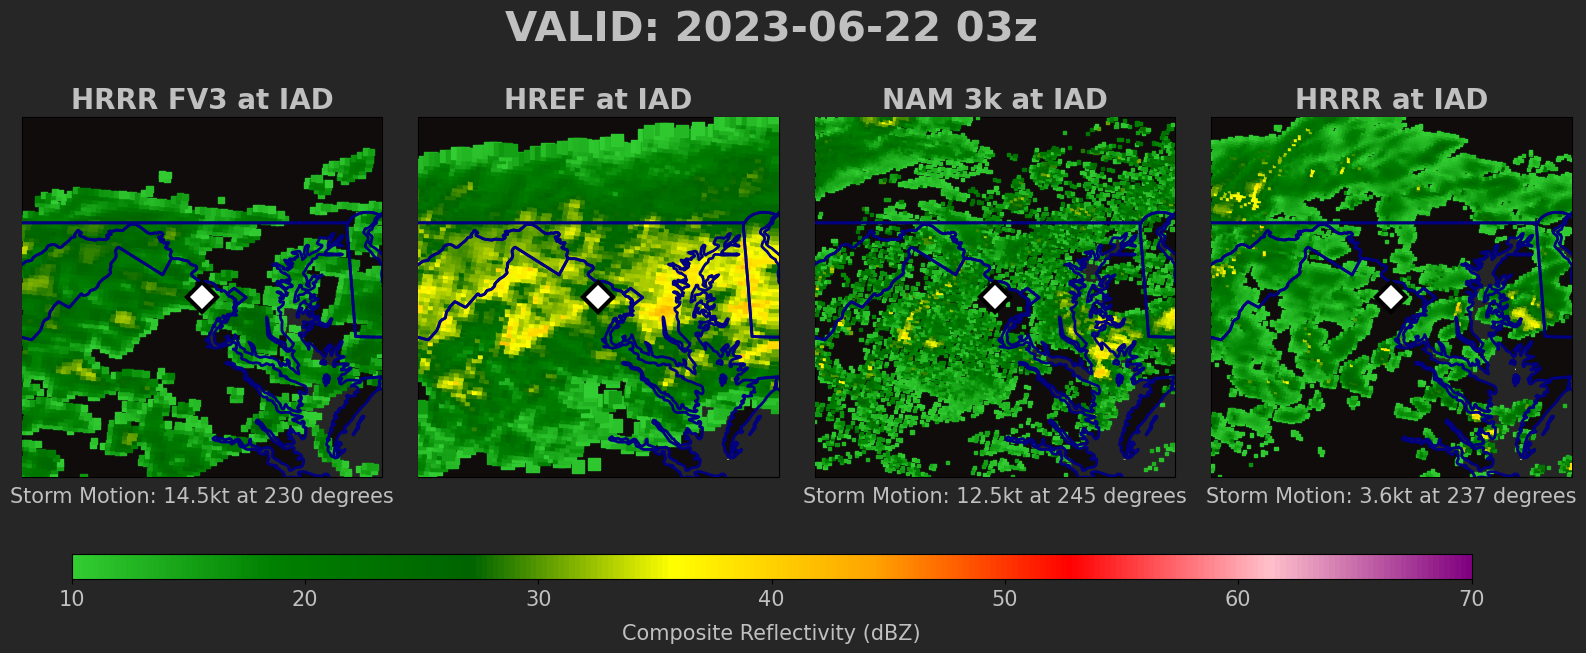 VALID: 2023-06-22 03z
HRRR FV3 at IAD
HREF at IAD
NAM 3k at IAD
HRRR at IAD
Storm Motion: 14.5kt at 230 degrees
Storm Motion: 12.5kt at 245 degrees
Storm Motion: 3.6kt at 237 degrees
10 20 30 40 50 60 70
Composite Reflectivity (dBZ)